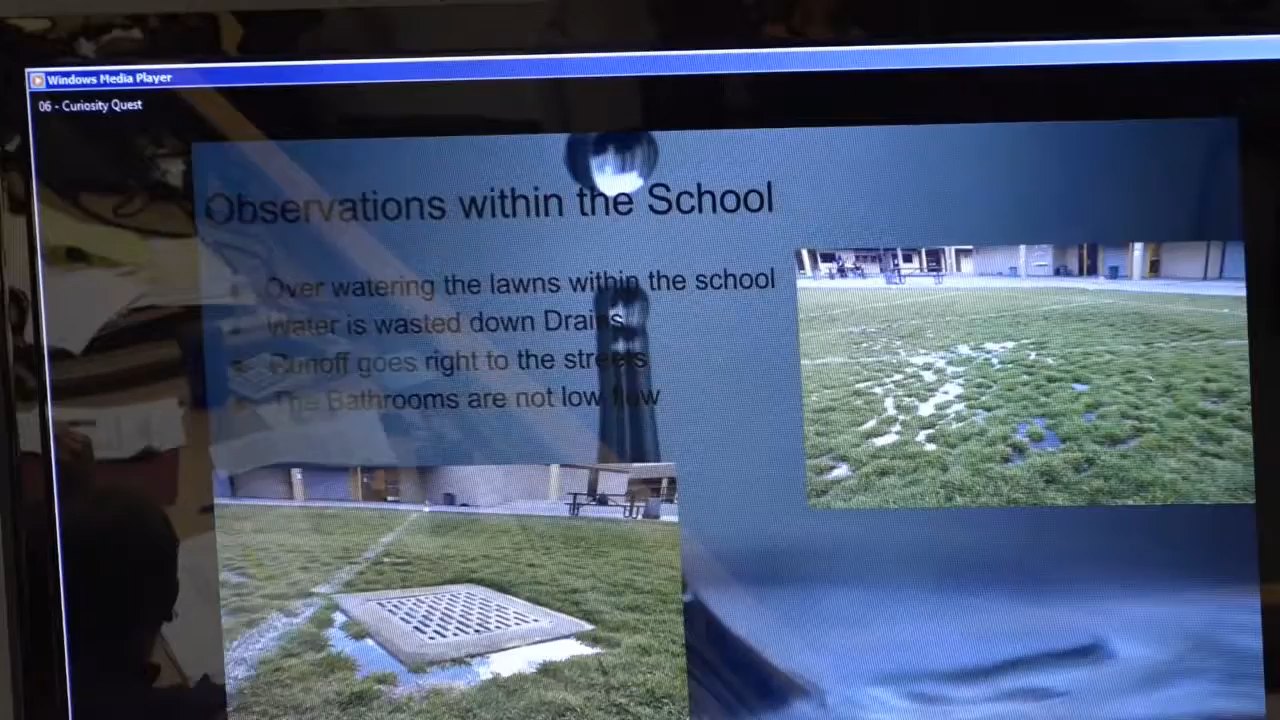 Windows Media Player
06 - Curiosity Quest
Observations within the School
Over watering the lawns within the school
Water is wasted down Drains
Runoff goes right to the streets
The Bathrooms are not low flow